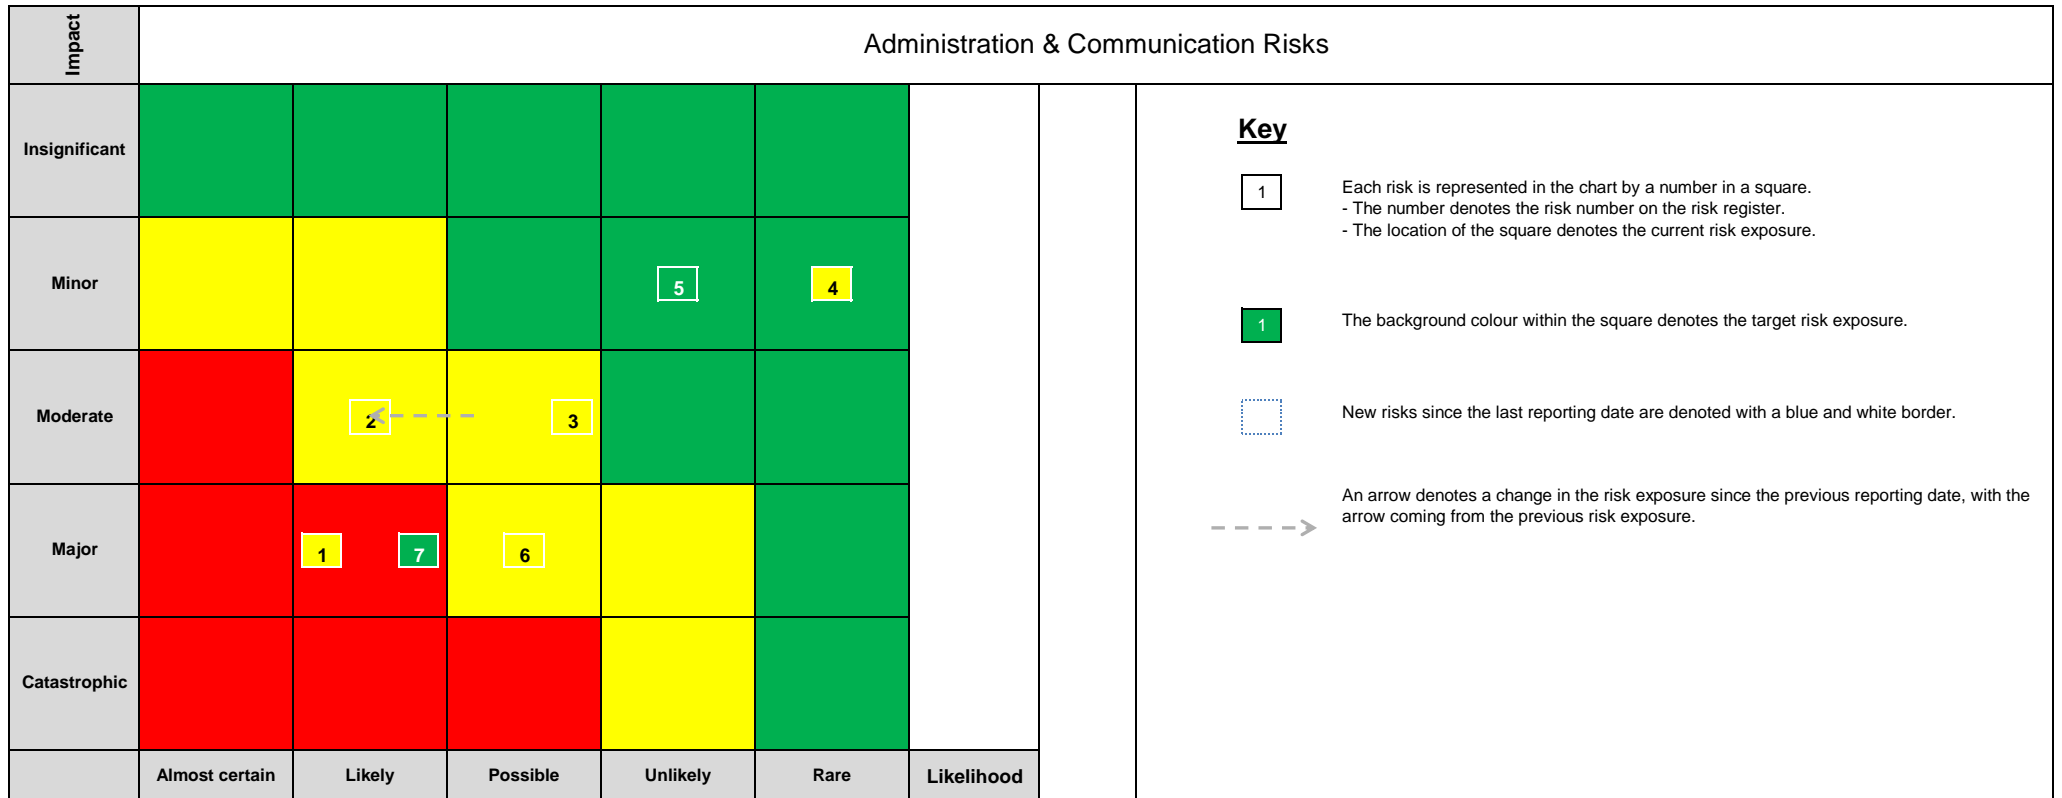 Impact
Administration & Communication Risks
Insignificant
Minor
5
4
Moderate
2
3
Major
1
7
6
Catastrophic
Almost certain
Likely
Possible
Unlikely
Rare
Likelihood
Key
1
Each risk is represented in the chart by a number in a square.
- The number denotes the risk number on the risk register.
- The location of the square denotes the current risk exposure.
1
The background colour within the square denotes the target risk exposure.
New risks since the last reporting date are denoted with a blue and white border.
An arrow denotes a change in the risk exposure since the previous reporting date, with the
arrow coming from the previous risk exposure.